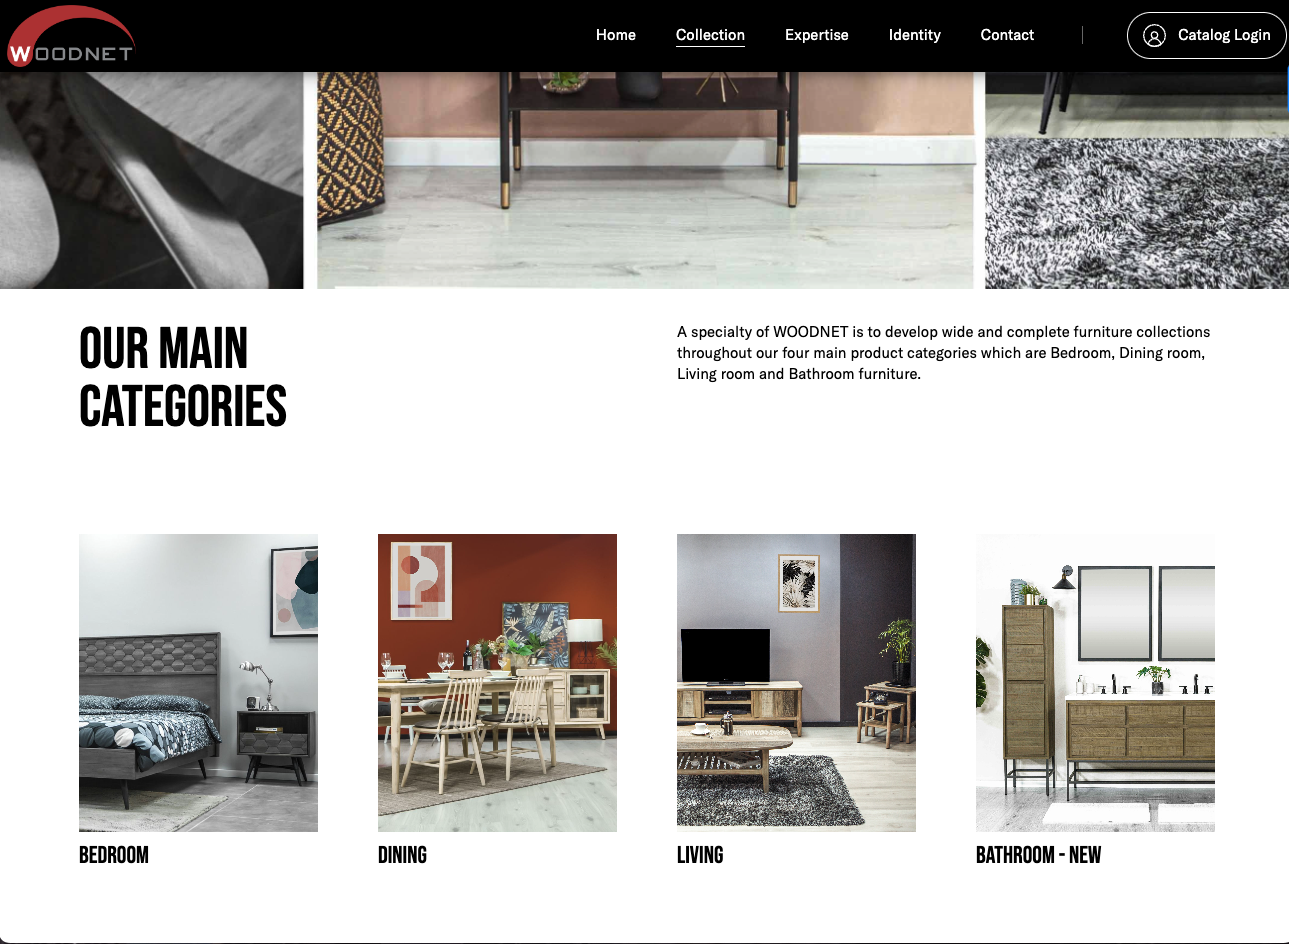 WOODNET
Home
Collection
Expertise
Identity
Contact
Catalog Login
OUR MAIN
CATEGORIES
A specialty of WOODNET is to develop wide and complete furniture collections
throughout our four main product categories which are Bedroom, Dining room,
Living room and Bathroom furniture.
BEDROOM
DINING
LIVING
BATHROOM - NEW